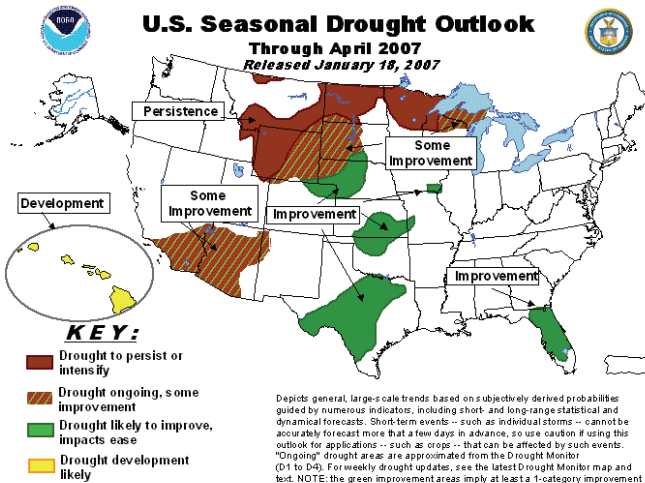 NOAA
U.S. Seasonal Drought Outlook
Through April 2007
Released January 18, 2007
Persistence
Some
Improvement
Some
Improvement
Development
Improvement
Improvement
KEY:
Drought to persist or
intensify
Drought ongoing, some
improvement
Drought likely to improve,
impacts ease
Drought development
likely
Depicts general, large-scale trends based on subjectively derived probabilities
guided by numerous indicators, including short- and long-range statistical and
dynamical forecasts. Short-term events -- such as individual storms -- cannot be
accurately forecast more that a few days in advance, so use caution if using this
outlook for applications -- such as crops -- that can be affected by such events.
"Ongoing" drought areas are approximated from the Drought Monitor
(D1 to D4). For weekly drought updates, see the latest Drought Monitor map and
text. NOTE: the green improvement areas imply at least a 1-category improvement